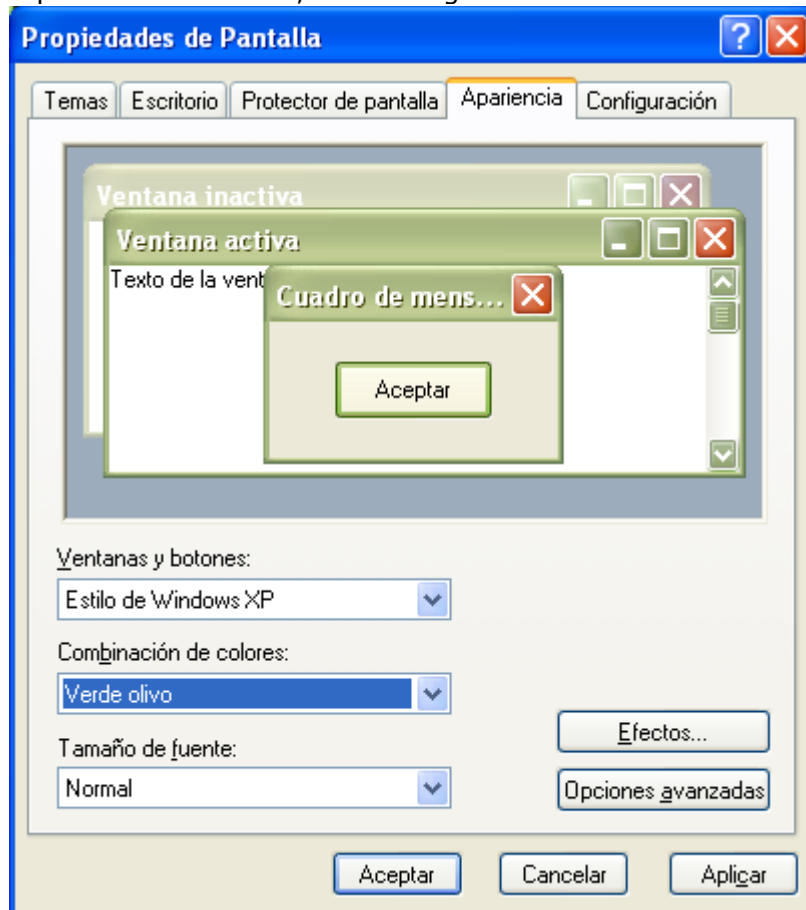 Propiedades de Pantalla
Temas Escritorio Protector de pantalla Apariencia Configuración
Ventana inactiva
Ventana activa
Texto de la vent
Cuadro de mens...
Aceptar
Ventanas y botones:
Estilo de Windows XP
Combinación de colores:
Verde olivo
Efectos...
Tamaño de fuente:
Normal
Opciones avanzadas
Aceptar Cancelar Aplicar